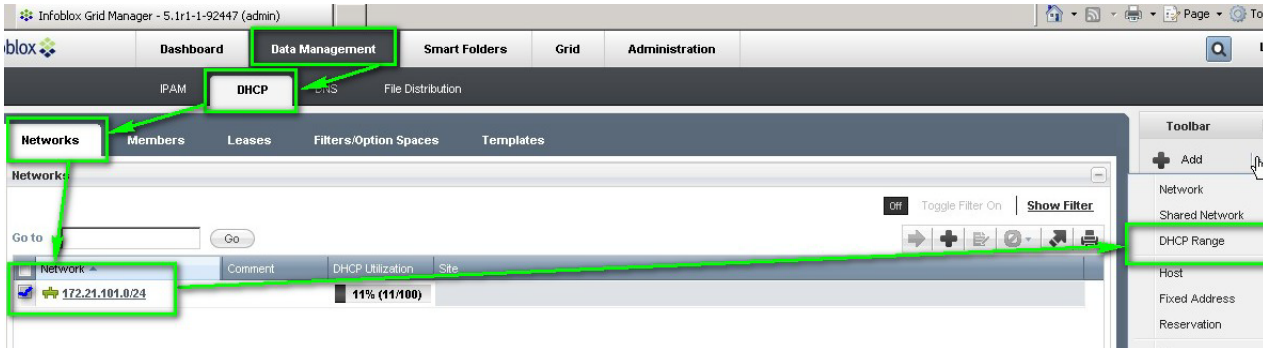 Infoblox Grid Manager - 5.1r1-1-92447 (admin)
Page
To
blox
Dashboard
Data Management
Smart Folders
Grid
Administration
IPAM
DHCP
DNS
File Distribution
Networks
Members
Leases
Filters/Option Spaces
Templates
Toolbar
Add
Networks
Off
Toggle Filter On
Show Filter
Go to
Go
Network
Comment
DHCP Utilization
Site
172.21.101.0/24
11% (11/100)
Network
Shared Network
DHCP Range
Host
Fixed Address
Reservation